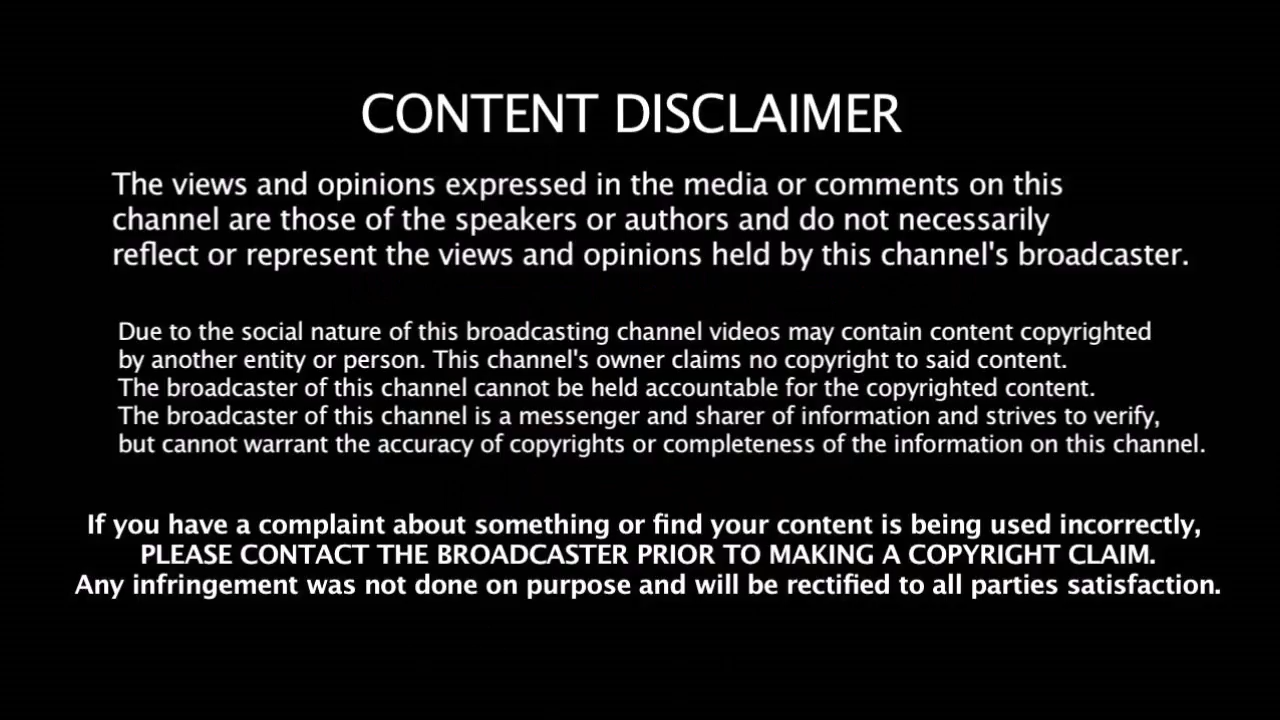 CONTENT DISCLAIMER
The views and opinions expressed in the media or comments on this
channel are those of the speakers or authors and do not necessarily
reflect or represent the views and opinions held by this channel's broadcaster.
Due to the social nature of this broadcasting channel videos may contain content copyrighted
by another entity or person. This channel's owner claims no copyright to said content.
The broadcaster of this channel cannot be held accountable for the copyrighted content.
The broadcaster of this channel is a messenger and sharer of information and strives to verify,
but cannot warrant the accuracy of copyrights or completeness of the information on this channel.
If you have a complaint about something or find your content is being used incorrectly,
PLEASE CONTACT THE BROADCASTER PRIOR TO MAKING A COPYRIGHT CLAIM.
Any infringement was not done on purpose and will be rectified to all parties satisfaction.